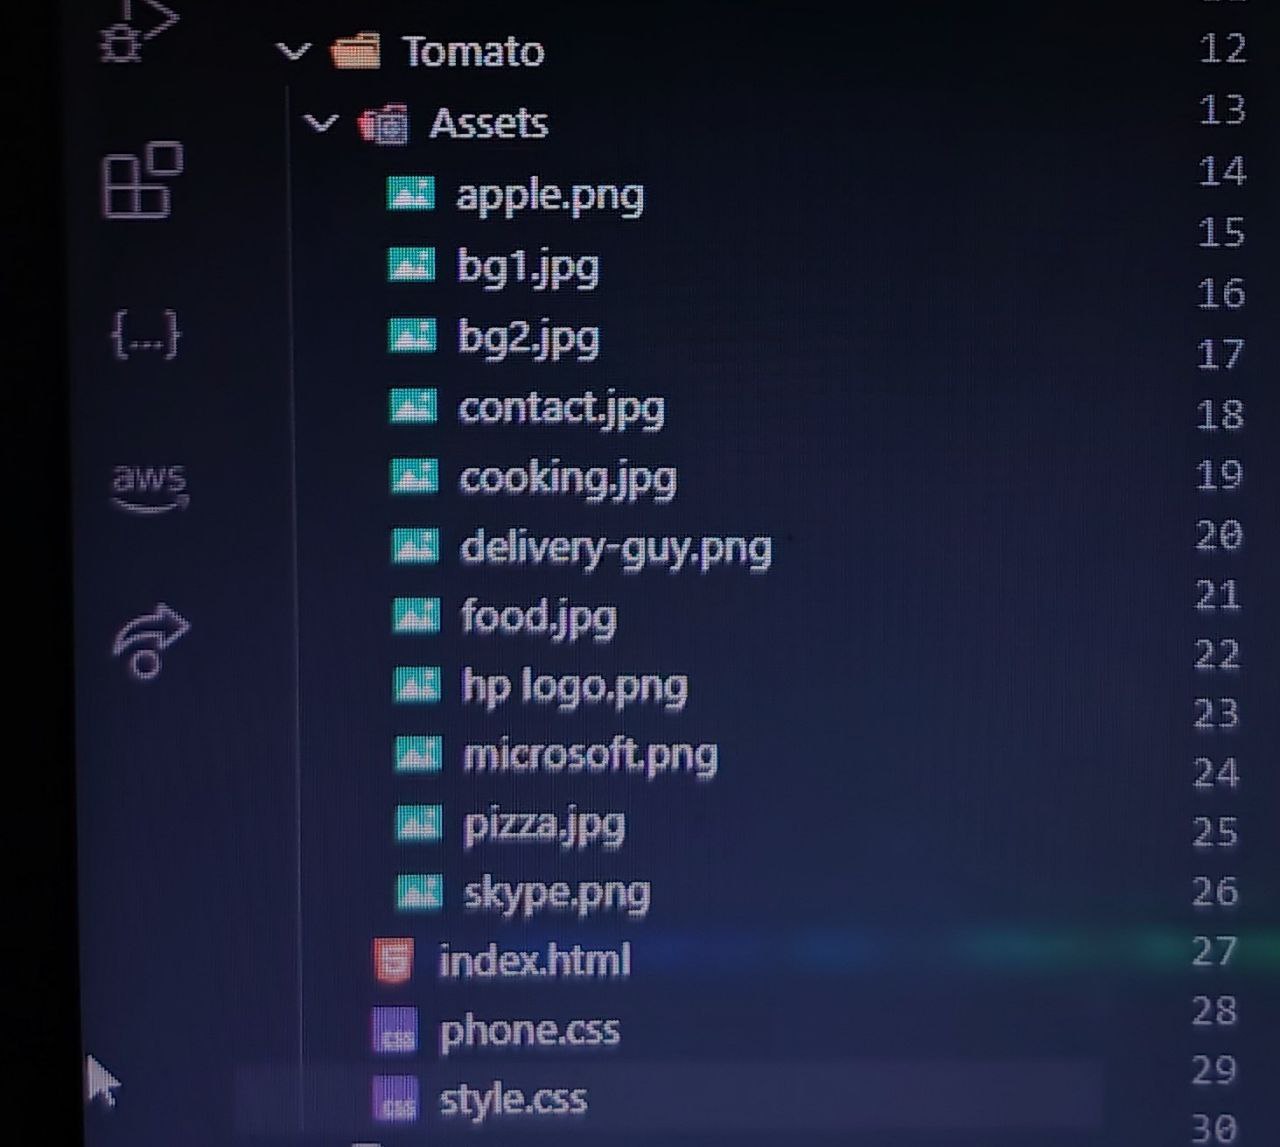 Tomato
Assets
apple.png
bg1.jpg
bg2.jpg
contact.jpg
cooking.jpg
delivery-guy.png
food.jpg
hp logo.png
microsoft.png
pizza.jpg
skype.png
index.html
phone.css
style.css
{...}
aws
12
13
14
15
16
17
18
19
20
21
22
23
24
25
26
27
28
29
30